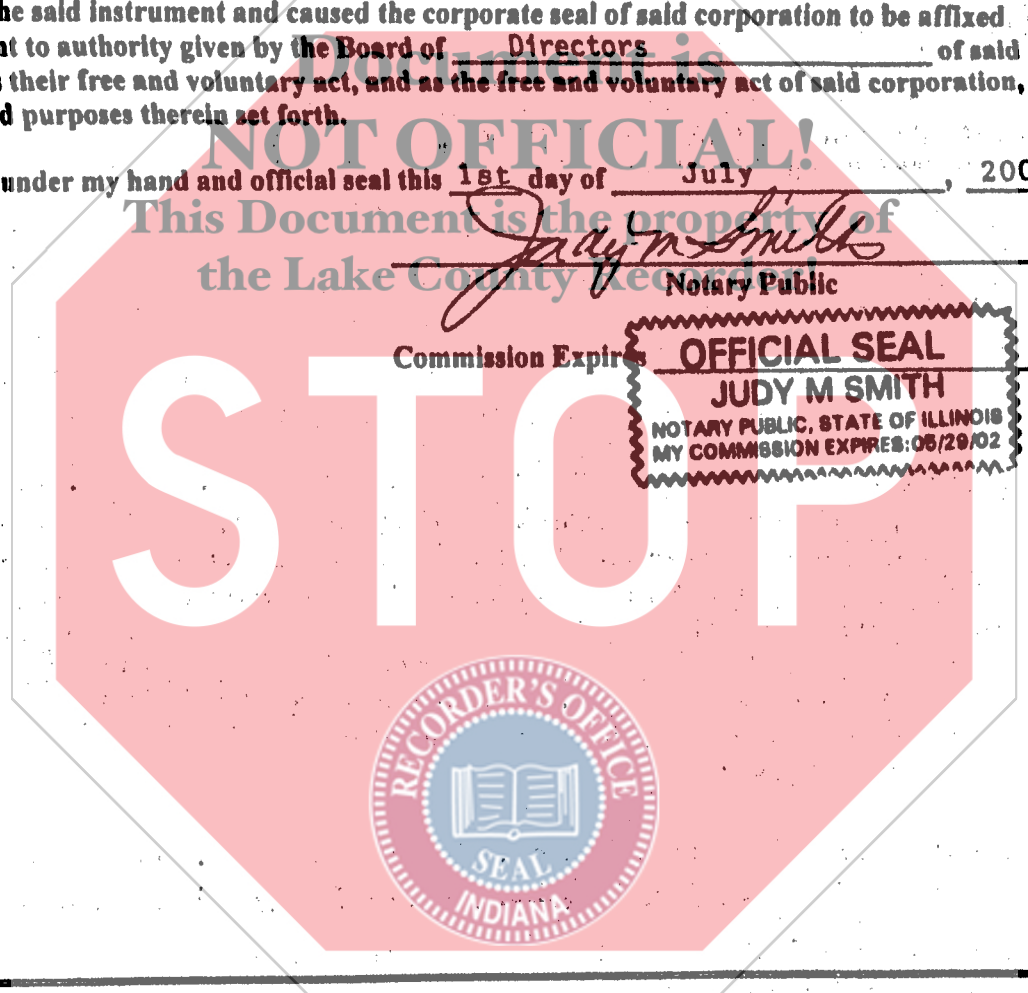 he said instrument and caused the corporate seal of said corporation to be affixed
nt to authority given by the Board of Directors of said
s their free and voluntary act, and as the free and voluntary act of said corporation,
d purposes therein set forth.
under my hand and official seal this 1st day of July, 200
Judy M Smith
Notary Public
Commission Expires
OFFICIAL SEAL
JUDY M SMITH
NOTARY PUBLIC, STATE OF ILLINOIS
MY COMMISSION EXPIRES:05/29/02
Document is
NOT OFFICIAL!
This Document is the property of
the Lake County Recorder!
STOP
RECORDER'S OFFICE
SEAL
INDIANA